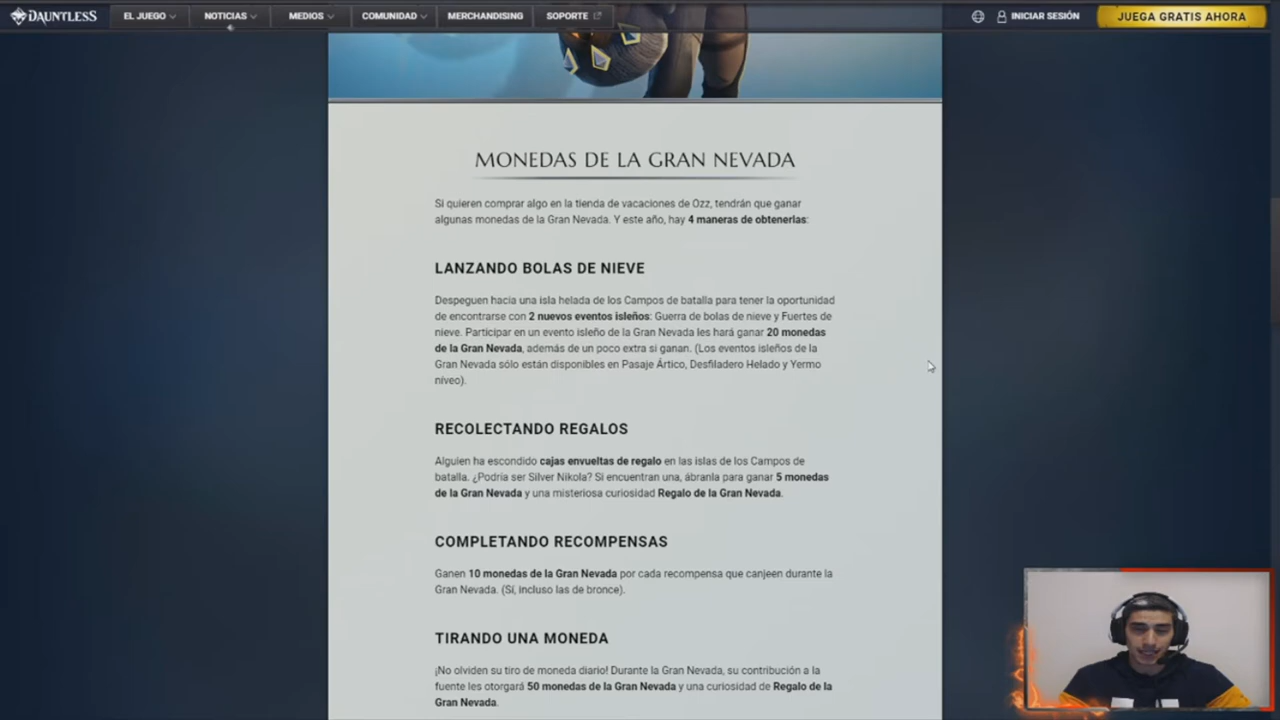 DAUNTLESS
EL JUEGO
NOTICIAS
MEDIOS
COMUNIDAD
MERCHANDISING
SOPORTE
INICIAR SESIÓN
JUEGA GRATIS AHORA
MONEDAS DE LA GRAN NEVADA
Si quieren comprar algo en la tienda de vacaciones de Ozz, tendrán que ganar
algunas monedas de la Gran Nevada. Y este año, hay 4 maneras de obtenerlas:
LANZANDO BOLAS DE NIEVE
Despeguen hacia una isla helada de los Campos de batalla para tener la oportunidad
de encontrarse con 2 nuevos eventos isleños: Guerra de bolas de nieve y Fuertes de
nieve. Participar en un evento isleño de la Gran Nevada les hará ganar 20 monedas
de la Gran Nevada, además de un poco extra si ganan. (Los eventos isleños de la
Gran Nevada sólo están disponibles en Pasaje Ártico, Desfiladero Helado y Yermo
níveo).
RECOLECTANDO REGALOS
Alguien ha escondido cajas envueltas de regalo en las islas de los Campos de
batalla. ¿Podría ser Silver Nikola? Si encuentran una, ábranla para ganar 5 monedas
de la Gran Nevada y una misteriosa curiosidad Regalo de la Gran Nevada.
COMPLETANDO RECOMPENSAS
Ganen 10 monedas de la Gran Nevada por cada recompensa que canjeen durante la
Gran Nevada. (Sí, incluso las de bronce).
TIRANDO UNA MONEDA
¡No olviden su tiro de moneda diario! Durante la Gran Nevada, su contribución a la
fuente les otorgará 50 monedas de la Gran Nevada y una curiosidad de Regalo de la
Gran Nevada.